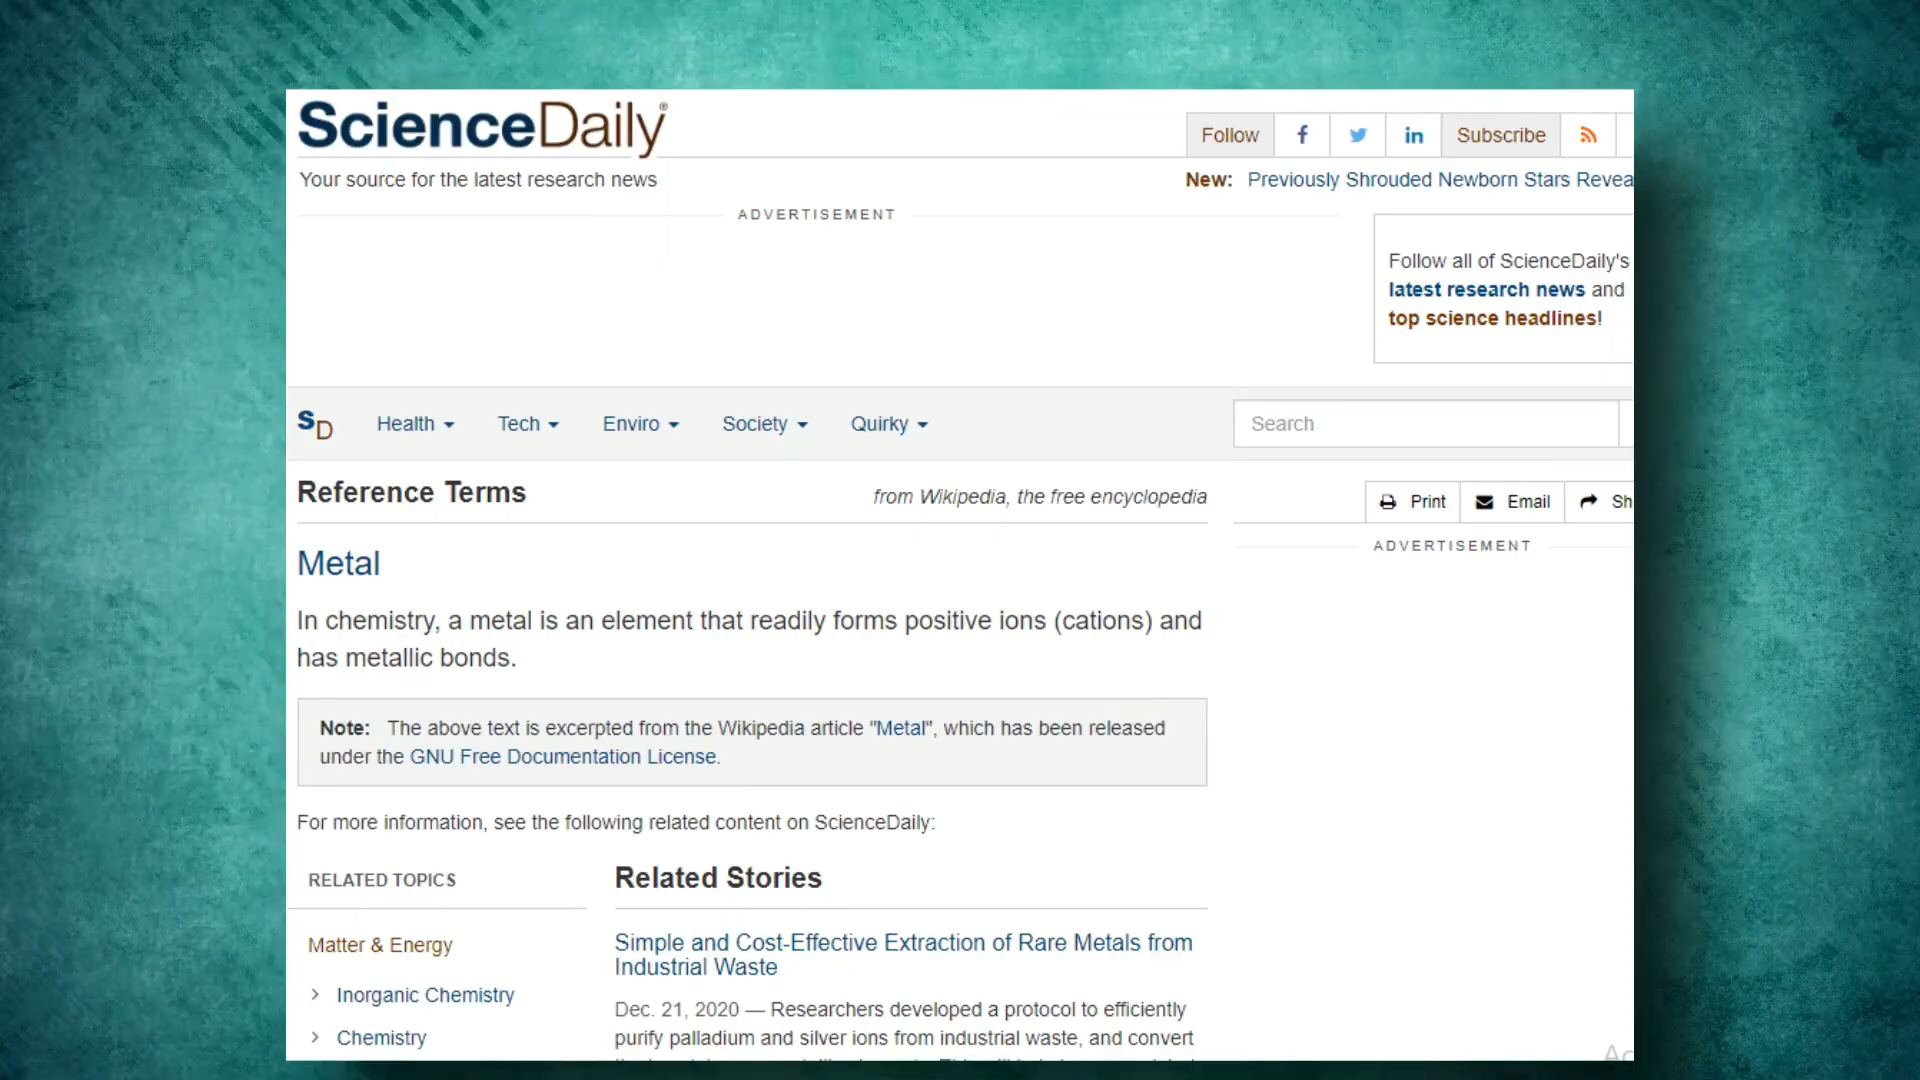 ScienceDaily®
Follow
Subscribe
Your source for the latest research news
New: Previously Shrouded Newborn Stars Revea
ADVERTISEMENT
Follow all of ScienceDaily's
latest research news and
top science headlines!
SD
Health
Tech
Enviro
Society
Quirky
Search
Reference Terms
from Wikipedia, the free encyclopedia
Print
Email
Sh
ADVERTISEMENT
Metal
In chemistry, a metal is an element that readily forms positive ions (cations) and
has metallic bonds.
Note: The above text is excerpted from the Wikipedia article "Metal", which has been released
under the GNU Free Documentation License.
For more information, see the following related content on ScienceDaily:
RELATED TOPICS
Matter & Energy
Inorganic Chemistry
Chemistry
Related Stories
Simple and Cost-Effective Extraction of Rare Metals from
Industrial Waste
Dec. 21, 2020 — Researchers developed a protocol to efficiently
purify palladium and silver ions from industrial waste, and convert